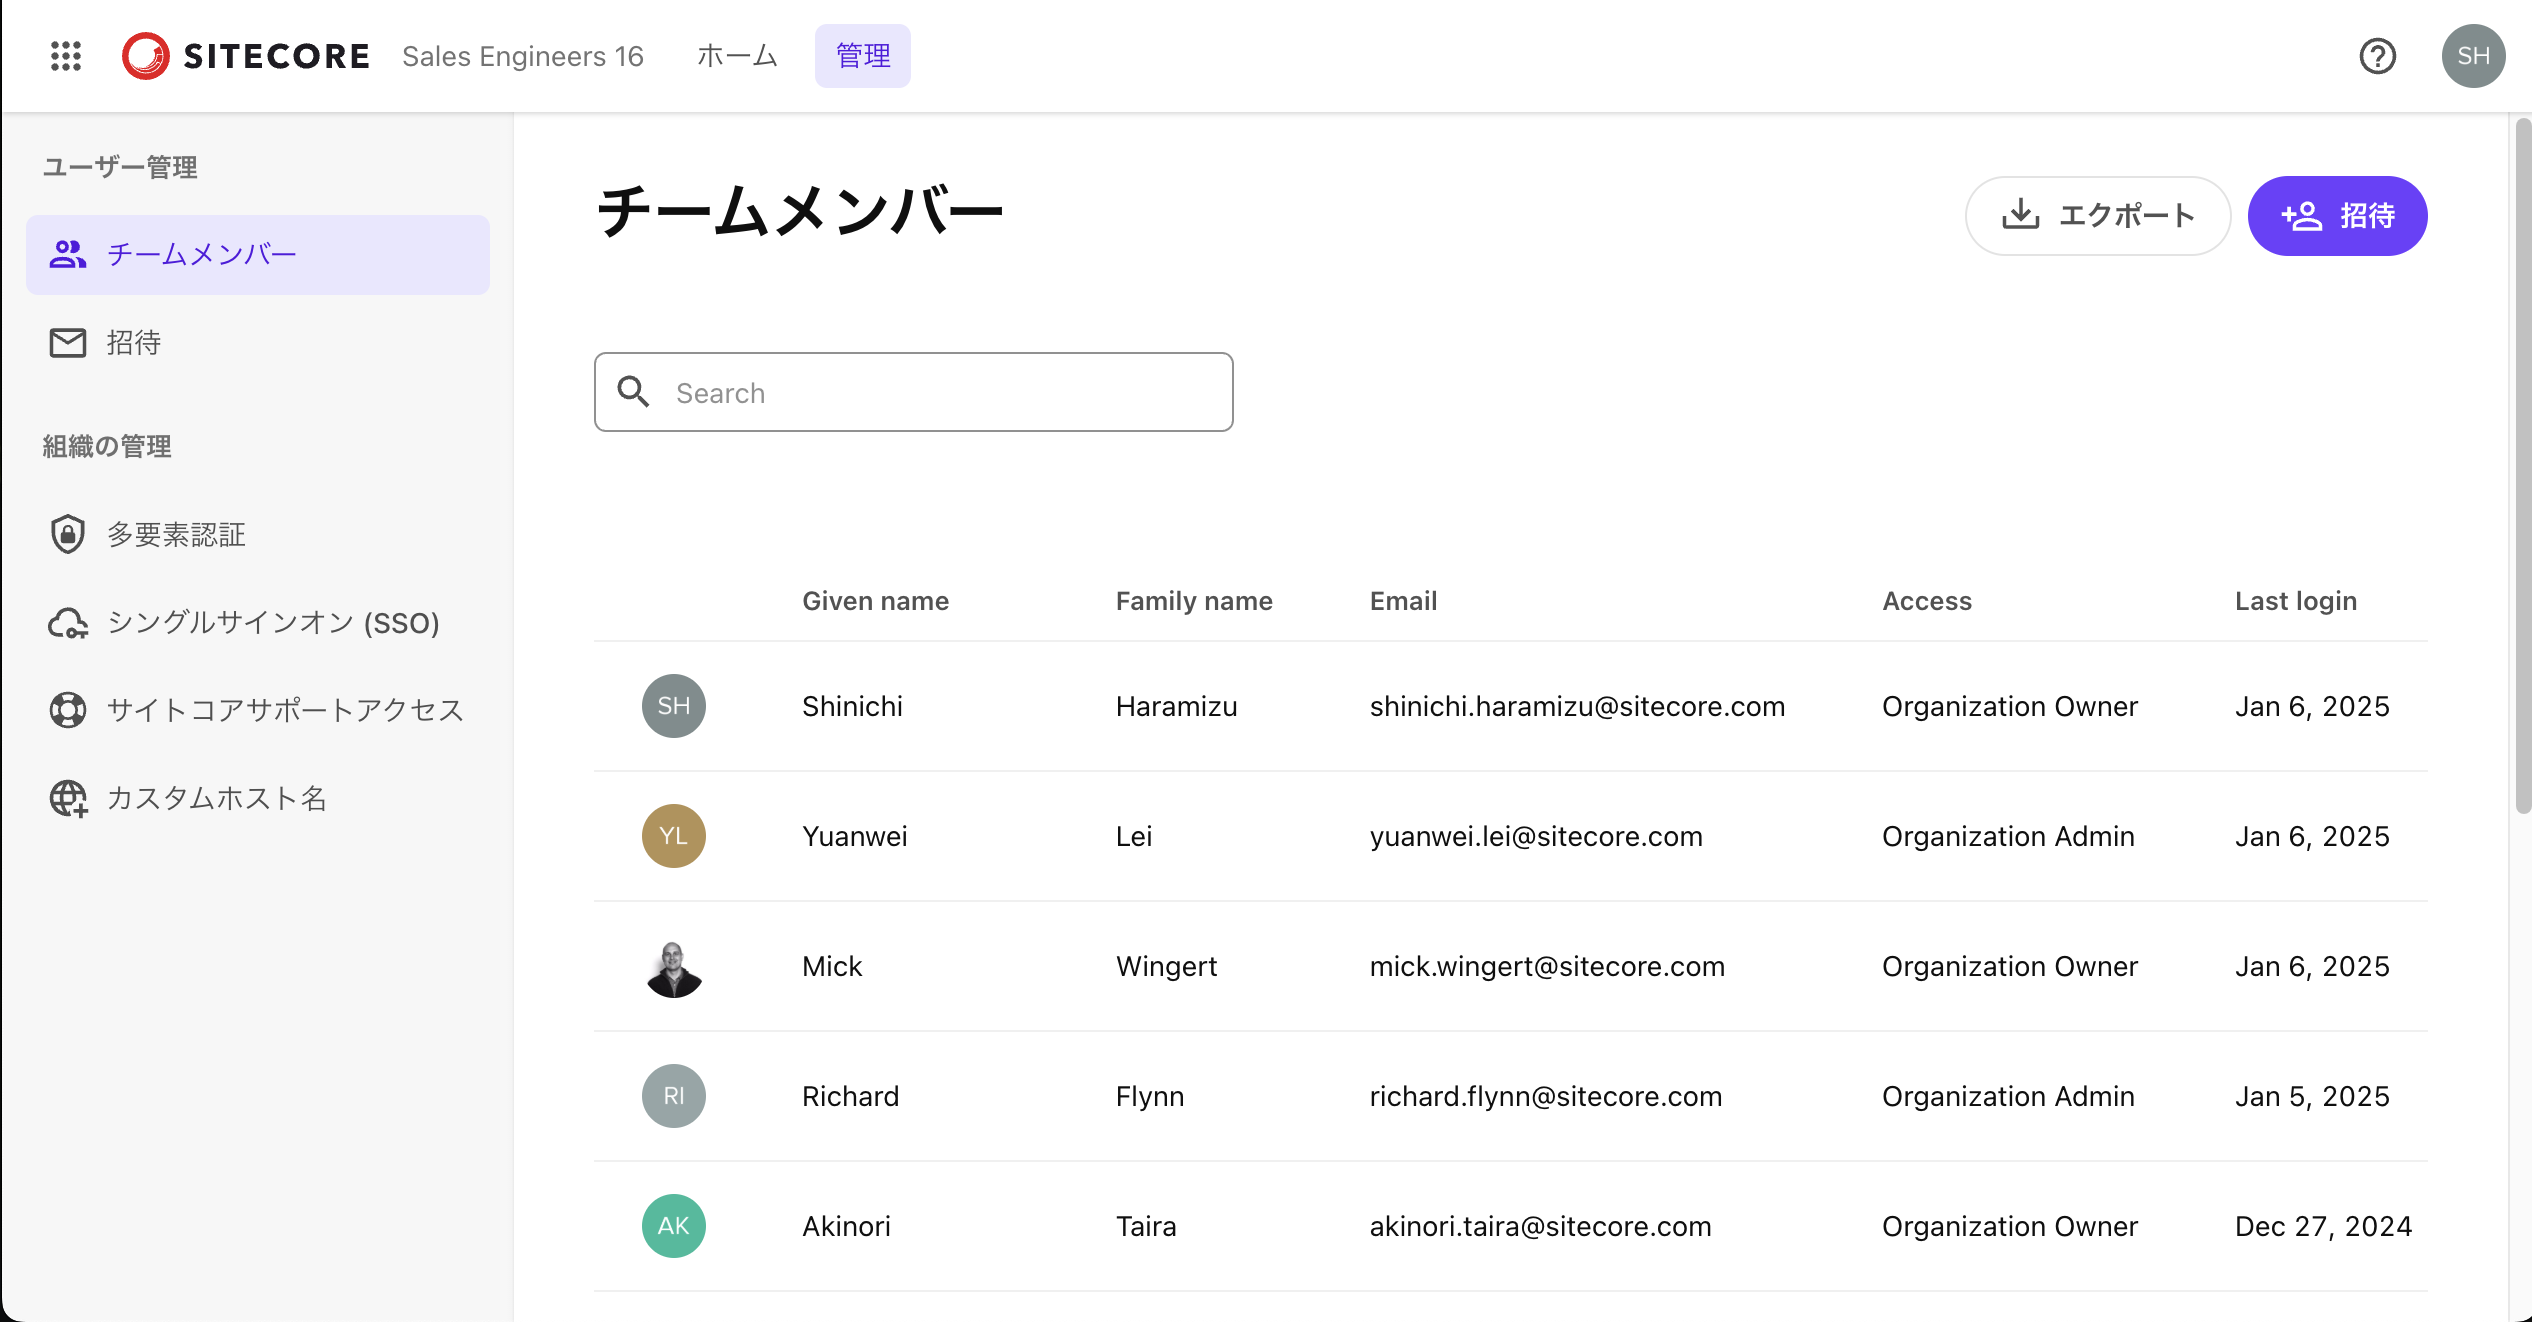 SITECORE Sales Engineers 16 ホーム 管理 SH
ユーザー管理
チームメンバー
招待
組織の管理
多要素認証
シングルサインオン (SSO)
サイトコアサポートアクセス
カスタムホスト名
チームメンバー
エクポート
招待
Search
Given name Family name Email Access Last login
SH Shinichi Haramizu shinichi.haramizu@sitecore.com Organization Owner Jan 6, 2025
YL Yuanwei Lei yuanwei.lei@sitecore.com Organization Admin Jan 6, 2025
Mick Wingert mick.wingert@sitecore.com Organization Owner Jan 6, 2025
RI Richard Flynn richard.flynn@sitecore.com Organization Admin Jan 5, 2025
AK Akinori Taira akinori.taira@sitecore.com Organization Owner Dec 27, 2024